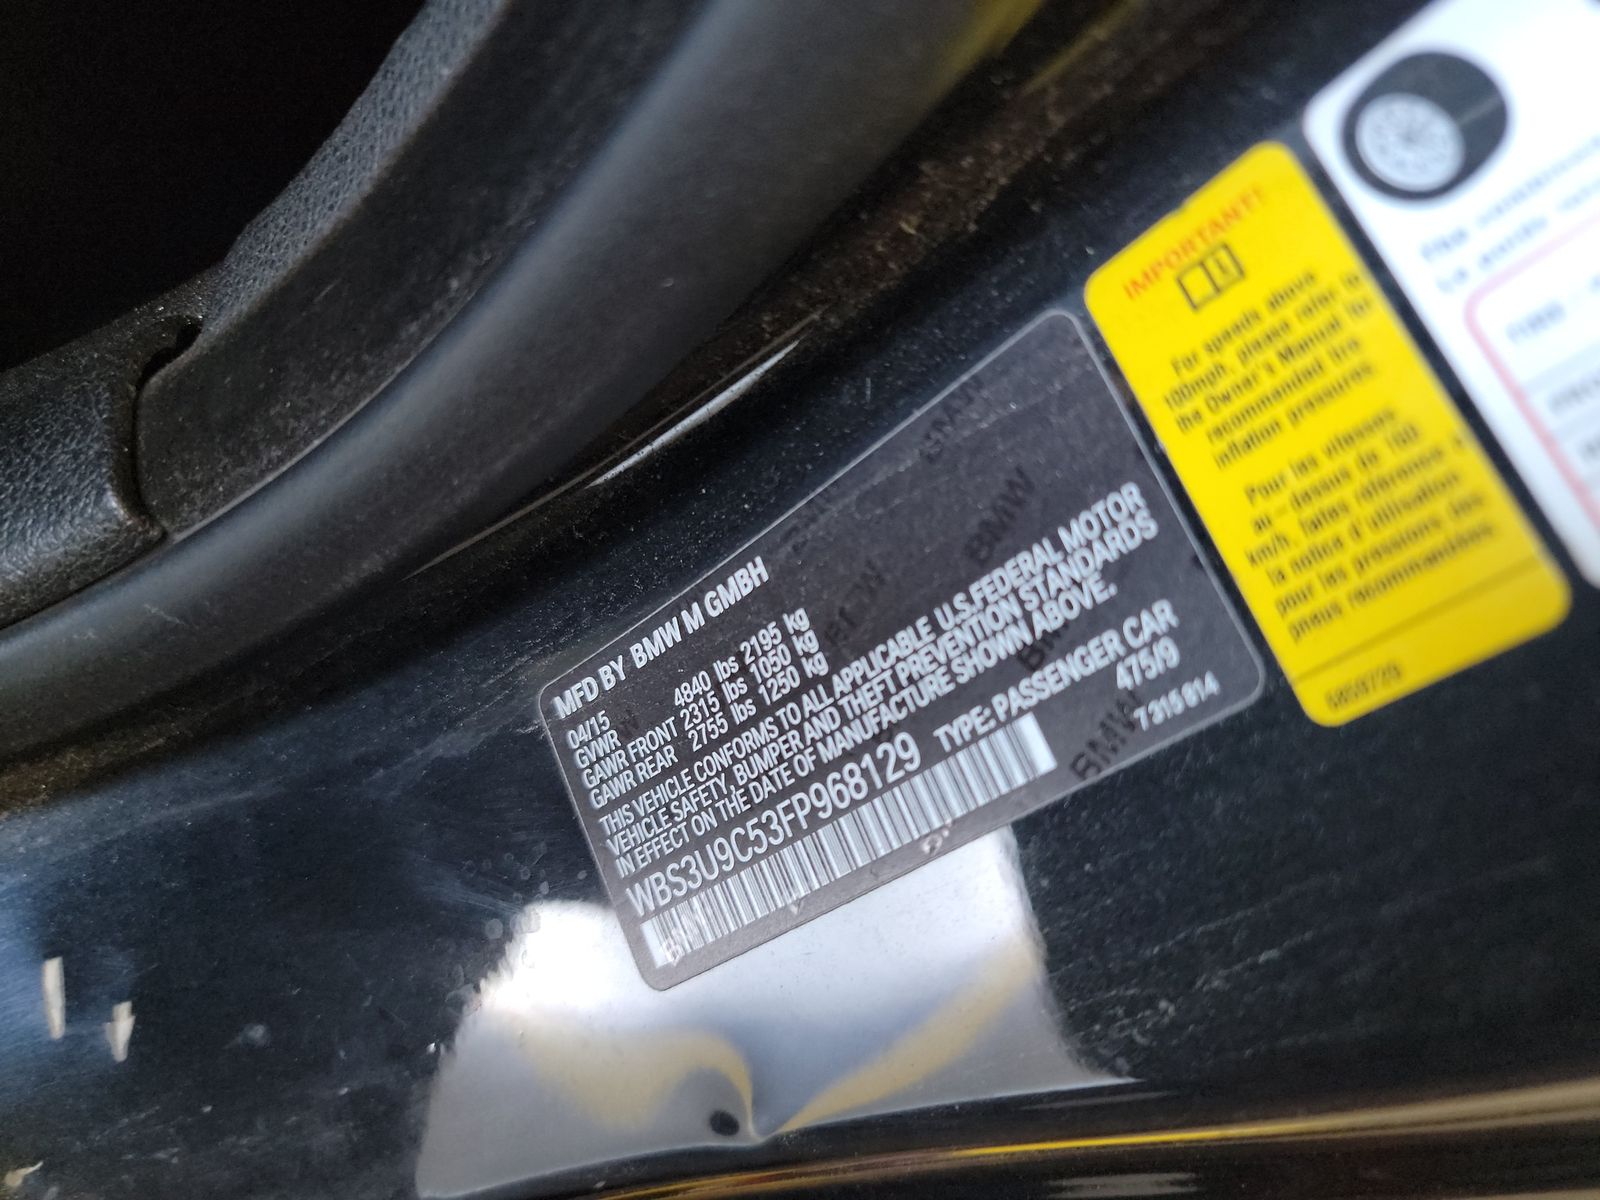 MFD BY BMW M GMBH
04/15
GVWR 4840 lbs 2195 kg
GAWR FRONT 2315 lbs 1050 kg
GAWR REAR 2755 lbs 1250 kg
THIS VEHICLE CONFORMS TO ALL APPLICABLE U.S.FEDERAL MOTOR
VEHICLE SAFETY, BUMPER AND THEFT PREVENTION STANDARDS
IN EFFECT ON THE DATE OF MANUFACTURE SHOWN ABOVE.
WBS3U9C53FP968129 TYPE: PASSENGER CAR
475/9
7315814
BMW
BMW
BMW
IMPORTANT!
For speeds above
100mph, please refer to
the Owner's Manual for
recommended tire
inflation pressures.
Pour les vitesses
au-dessus de 160
km/h, faites référence à
la notice d'utilisation
pour les pressions des
pneus recommandées.